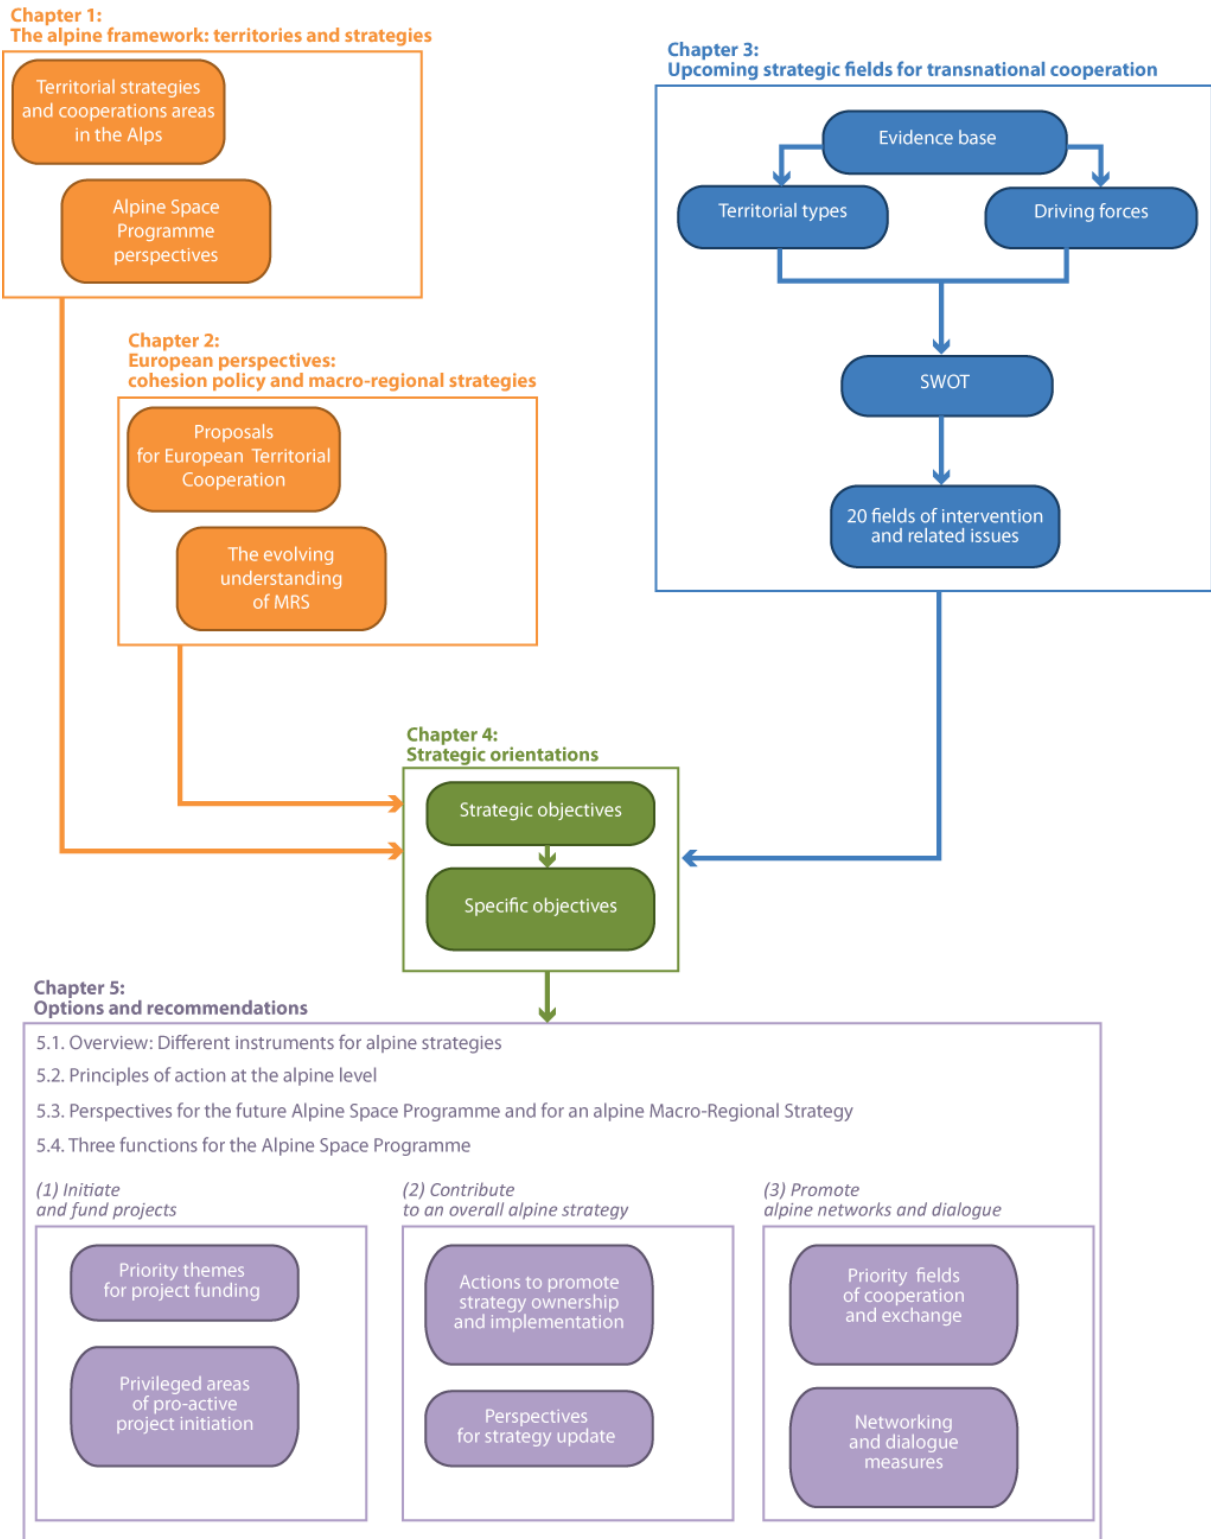 Chapter 1:
The alpine framework: territories and strategies
Territorial strategies
and cooperations areas
in the Alps
Alpine Space
Programme
perspectives
Chapter 2:
European perspectives:
cohesion policy and macro-regional strategies
Proposals
for European Territorial
Cooperation
The evolving
understanding
of MRS
Chapter 3:
Upcoming strategic fields for transnational cooperation
Evidence base
Territorial types
Driving forces
SWOT
20 fields of intervention
and related issues
Chapter 4:
Strategic orientations
Strategic objectives
Specific objectives
Chapter 5:
Options and recommendations
5.1. Overview: Different instruments for alpine strategies
5.2. Principles of action at the alpine level
5.3. Perspectives for the future Alpine Space Programme and for an alpine Macro-Regional Strategy
5.4. Three functions for the Alpine Space Programme
(1) Initiate
and fund projects
Priority themes
for project funding
Privileged areas
of pro-active
project initiation
(2) Contribute
to an overall alpine strategy
Actions to promote
strategy ownership
and implementation
Perspectives
for strategy update
(3) Promote
alpine networks and dialogue
Priority fields
of cooperation
and exchange
Networking
and dialogue
measures